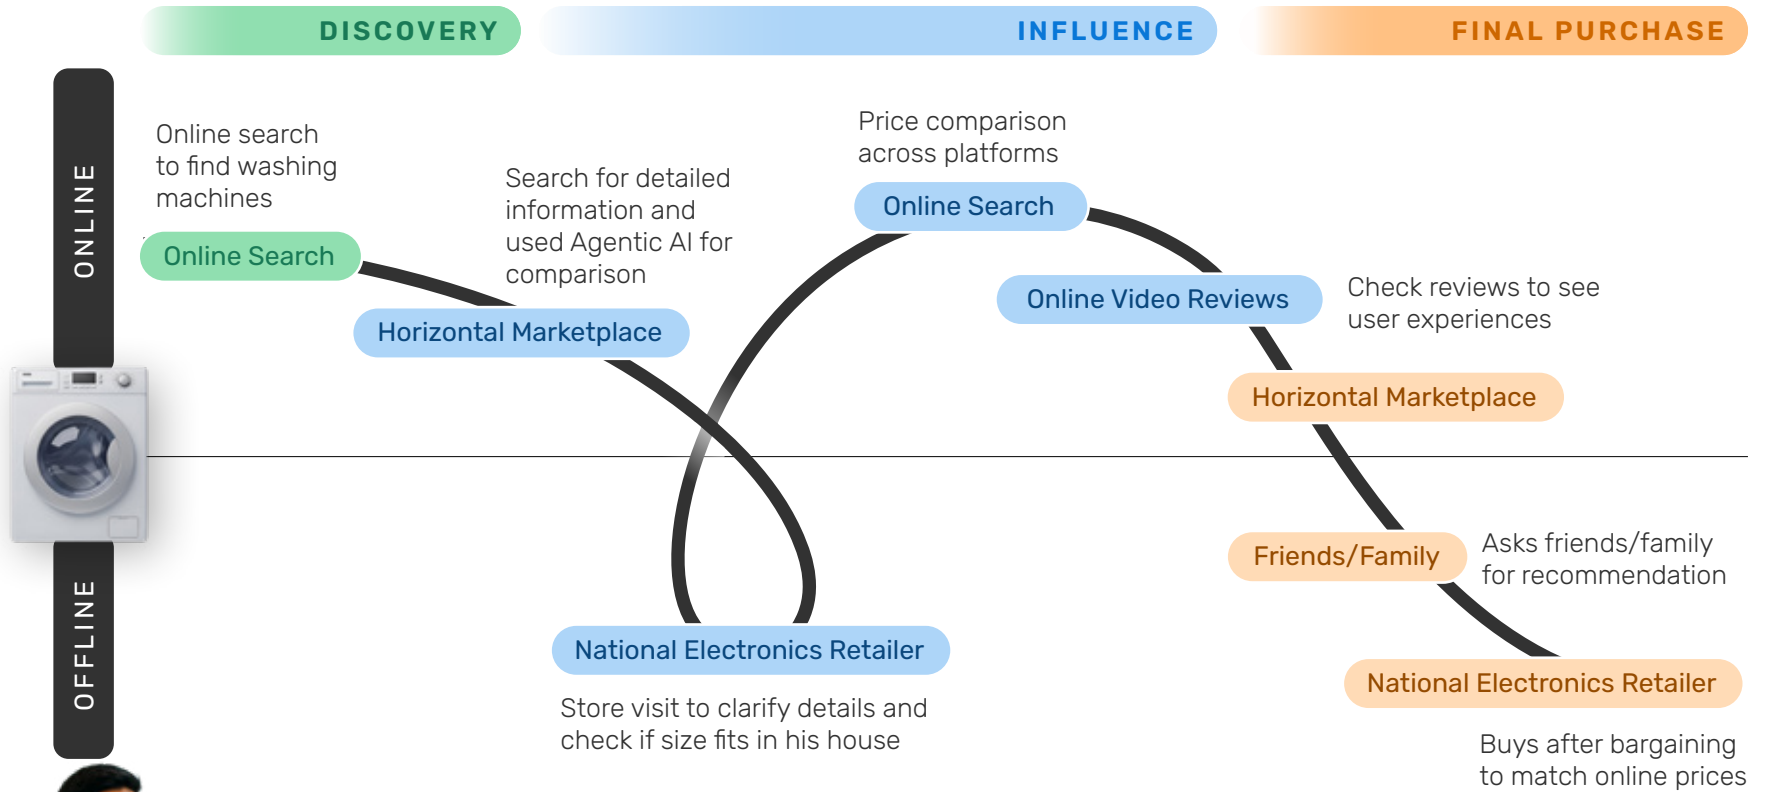 DISCOVERY
INFLUENCE
FINAL PURCHASE
ONLINE
Online search
to find washing
machines
Online Search
Search for detailed
information and
used Agentic AI for
comparison
Horizontal Marketplace
National Electronics Retailer
Store visit to clarify details and
check if size fits in his house
Price comparison
across platforms
Online Search
Online Video Reviews
Check reviews to see
user experiences
Horizontal Marketplace
OFFLINE
Friends/Family
Asks friends/family
for recommendation
National Electronics Retailer
Buys after bargaining
to match online prices